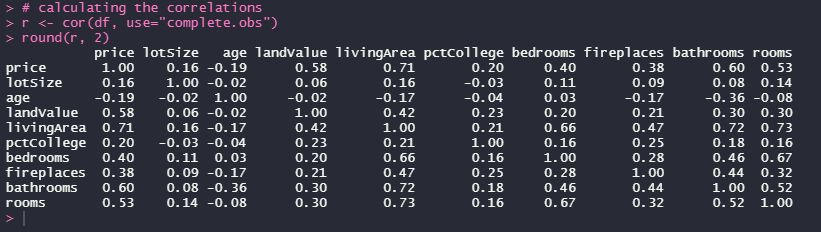 > # calculating the correlations
> r <- cor(df, use="complete.obs")
> round(r, 2)
price lotSize age landValue livingArea pctCollege bedrooms fireplaces bathrooms rooms
price 1.00 0.16 -0.19 0.58 0.71 0.20 0.40 0.38 0.60 0.53
lotSize 0.16 1.00 -0.02 0.06 0.16 -0.03 0.11 0.09 0.08 0.14
age -0.19 -0.02 1.00 -0.02 -0.17 -0.04 0.03 -0.17 -0.36 -0.08
landValue 0.58 0.06 -0.02 1.00 0.42 0.23 0.20 0.21 0.30 0.30
livingArea 0.71 0.16 -0.17 0.42 1.00 0.21 0.66 0.47 0.72 0.73
pctCollege 0.20 -0.03 -0.04 0.23 0.21 1.00 0.16 0.25 0.18 0.16
bedrooms 0.40 0.11 0.03 0.20 0.66 0.16 1.00 0.28 0.46 0.67
fireplaces 0.38 0.09 -0.17 0.21 0.47 0.25 0.28 1.00 0.44 0.32
bathrooms 0.60 0.08 -0.36 0.30 0.72 0.18 0.46 0.44 1.00 0.52
rooms 0.53 0.14 -0.08 0.30 0.73 0.16 0.67 0.32 0.52 1.00
>